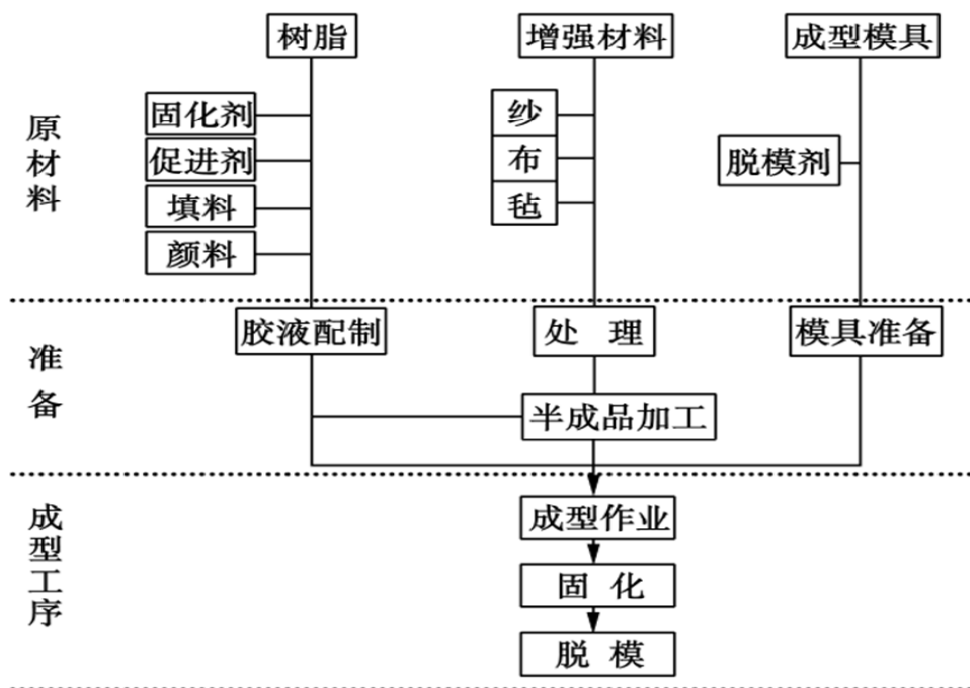 树脂
增强材料
成型模具
原材料
固化剂
促进剂
填料
颜料
纱
布
毡
脱模剂
准备
胶液配制
处 理
模具准备
半成品加工
成型工序
成型作业
固 化
脱 模